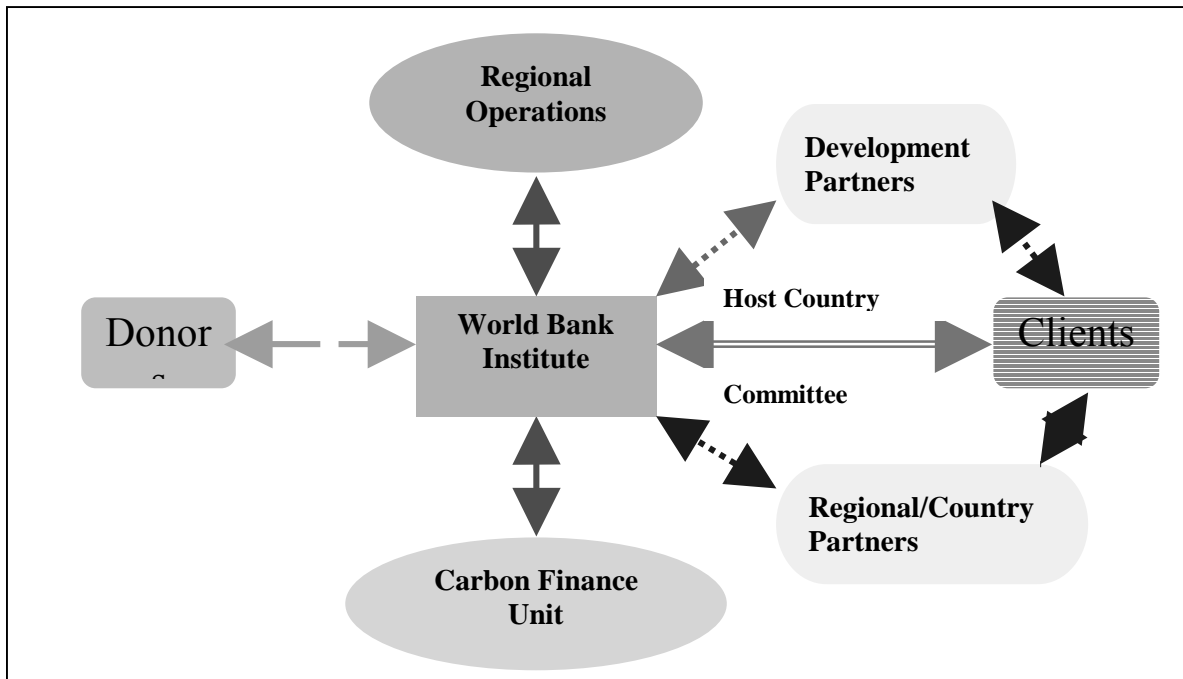 Regional
Operations
Development
Partners
Host Country
Donor
World Bank
Institute
Clients
Committee
Regional/Country
Partners
Carbon Finance
Unit